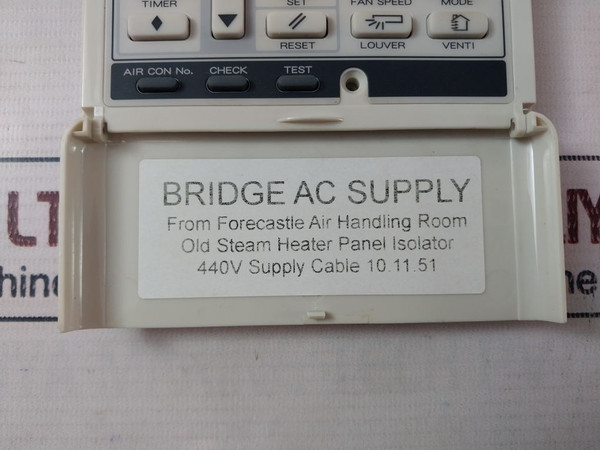 TIMER
SET
FAN SPEED
MODE
RESET
LOUVER
VENTI
AIR CON No.
CHECK
TEST
BRIDGE AC SUPPLY
From Forecastle Air Handling Room
Old Steam Heater Panel Isolator
440V Supply Cable 10.11.51